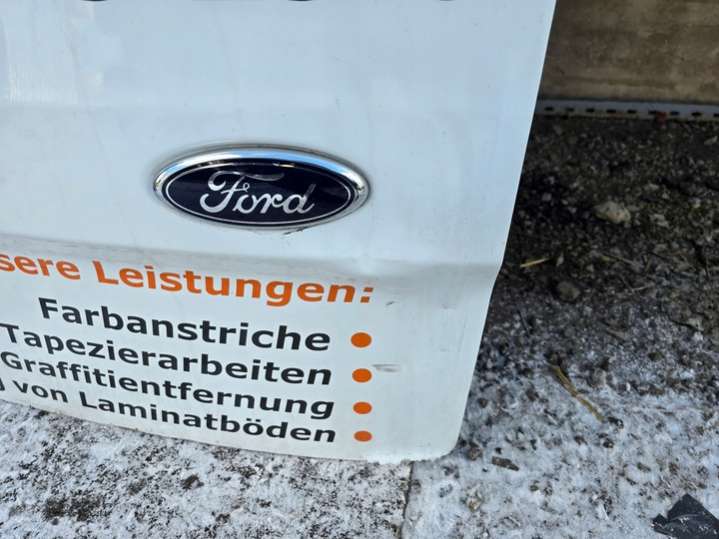 Ford
sere Leistungen:
Farbanstriche •
Tapezierarbeiten •
Graffitientfernung •
von Laminatböden •